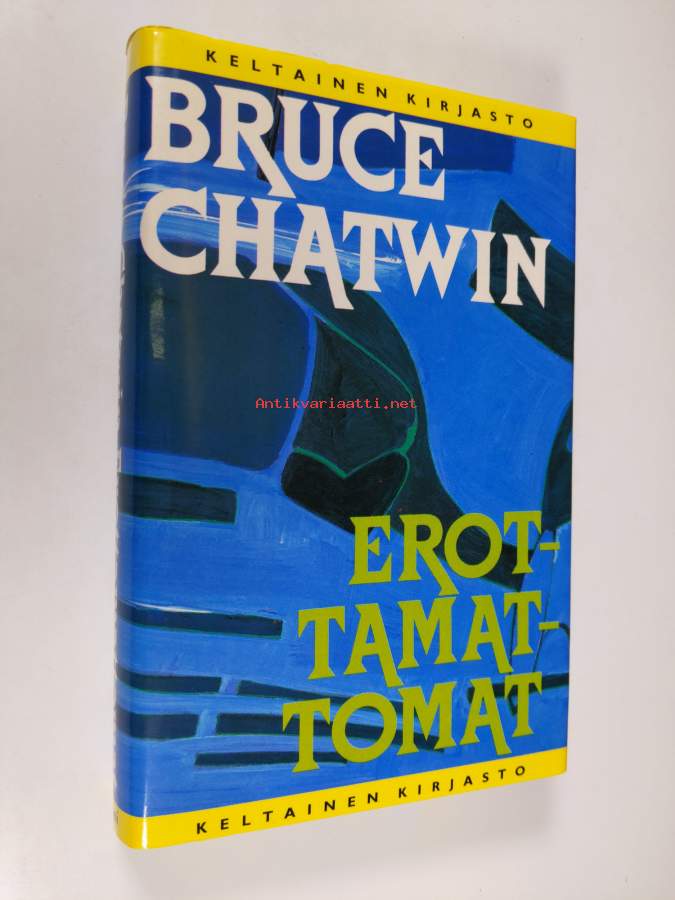 KELTAINEN KIRJASTO
BRUCE
CHATWIN
Antikvariaatti.net
EROT-
TAMAT-
TOMAT
KELTAINEN KIRJASTO